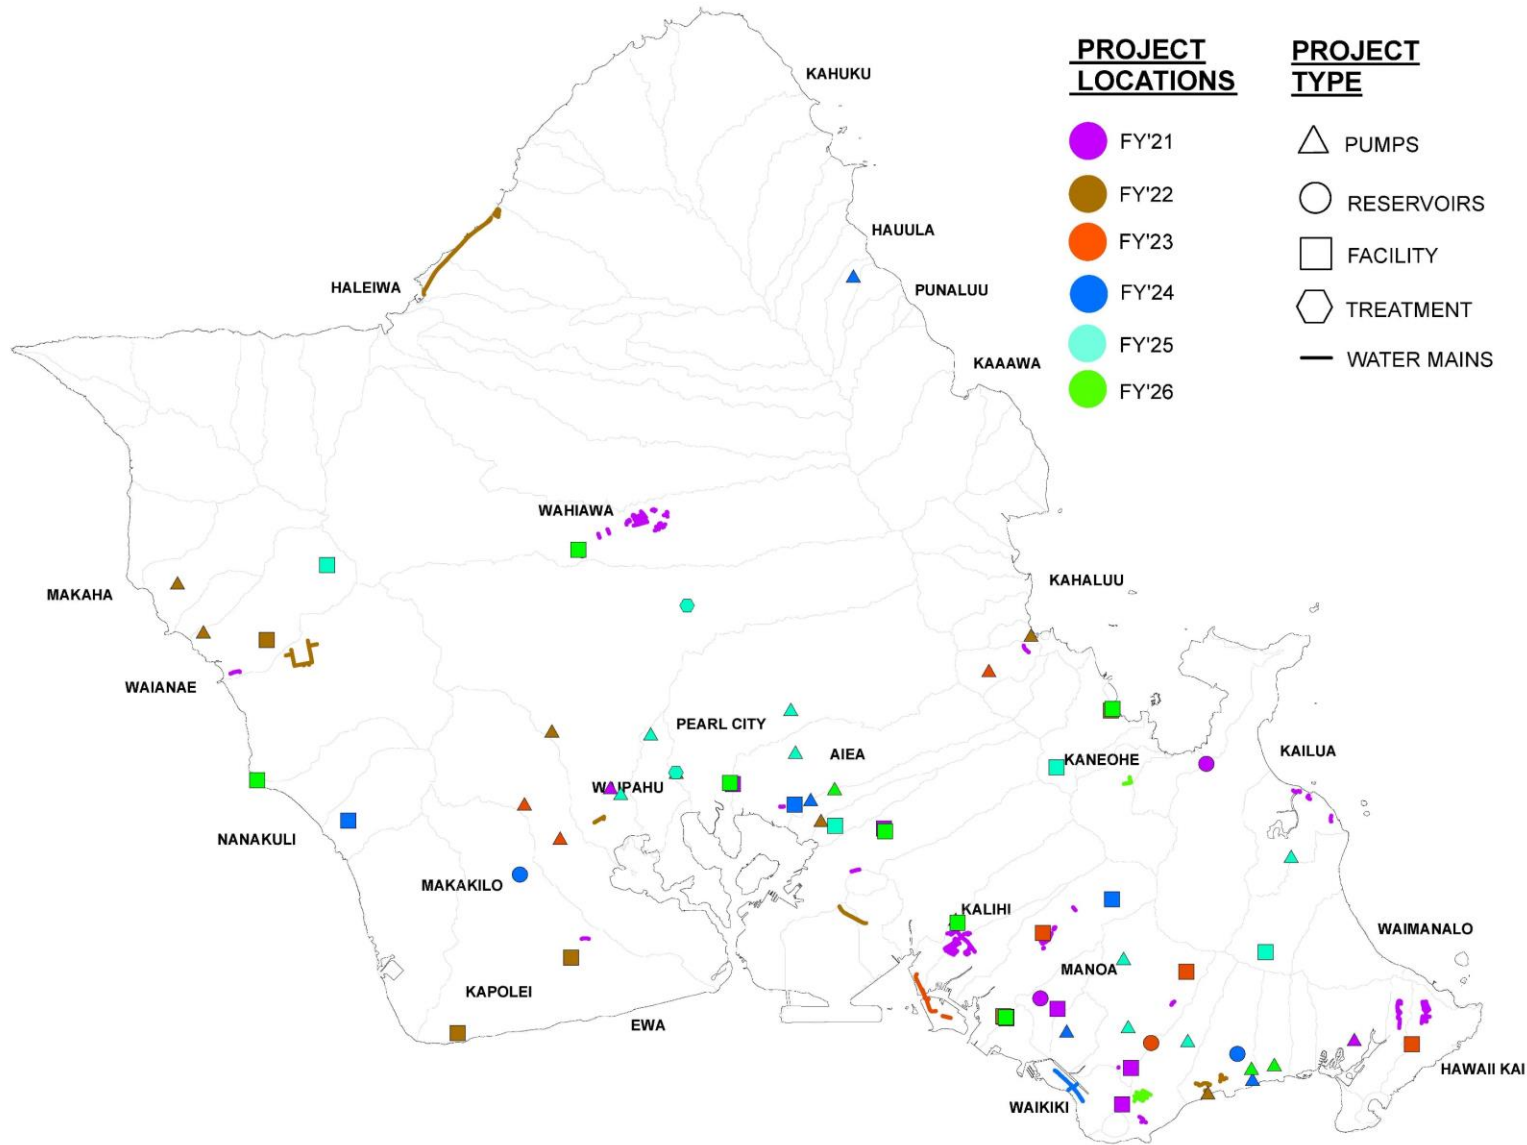 PROJECT
LOCATIONS
FY'21
FY'22
FY'23
FY'24
FY'25
FY'26
PROJECT
TYPE
PUMPS
RESERVOIRS
FACILITY
TREATMENT
WATER MAINS
KAHUKU
HAUULA
HALEIWA
PUNALUU
KAAAWA
WAHIAWA
KAHALUU
MAKAHA
WAIANAE
PEARL CITY
AIEA
KAILUA
KANEOHE
WAIPAHU
NANAKULI
MAKAKILO
KALIHI
WAIMANALO
MANOA
KAPOLEI
EWA
HAWAII KAI
WAIKIKI